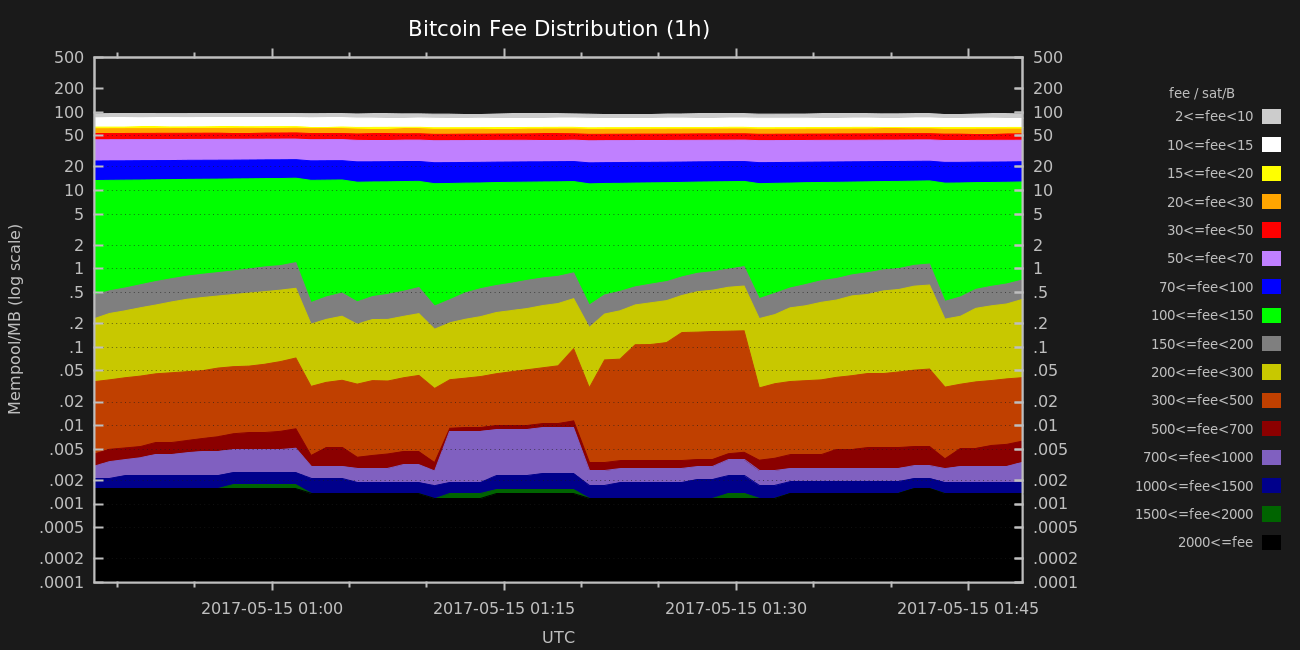 Bitcoin Fee Distribution (1h)
Mempool/MB (log scale)
500
200
100
50
20
10
5
2
1
.5
.2
.1
.05
.02
.01
.005
.002
.001
.0005
.0002
.0001
500
200
100
50
20
10
5
2
1
.5
.2
.1
.05
.02
.01
.005
.002
.001
.0005
.0002
.0001
2017-05-15 01:00
2017-05-15 01:15
2017-05-15 01:30
2017-05-15 01:45
UTC
fee / sat/B
2<=fee<10
10<=fee<15
15<=fee<20
20<=fee<30
30<=fee<50
50<=fee<70
70<=fee<100
100<=fee<150
150<=fee<200
200<=fee<300
300<=fee<500
500<=fee<700
700<=fee<1000
1000<=fee<1500
1500<=fee<2000
2000<=fee